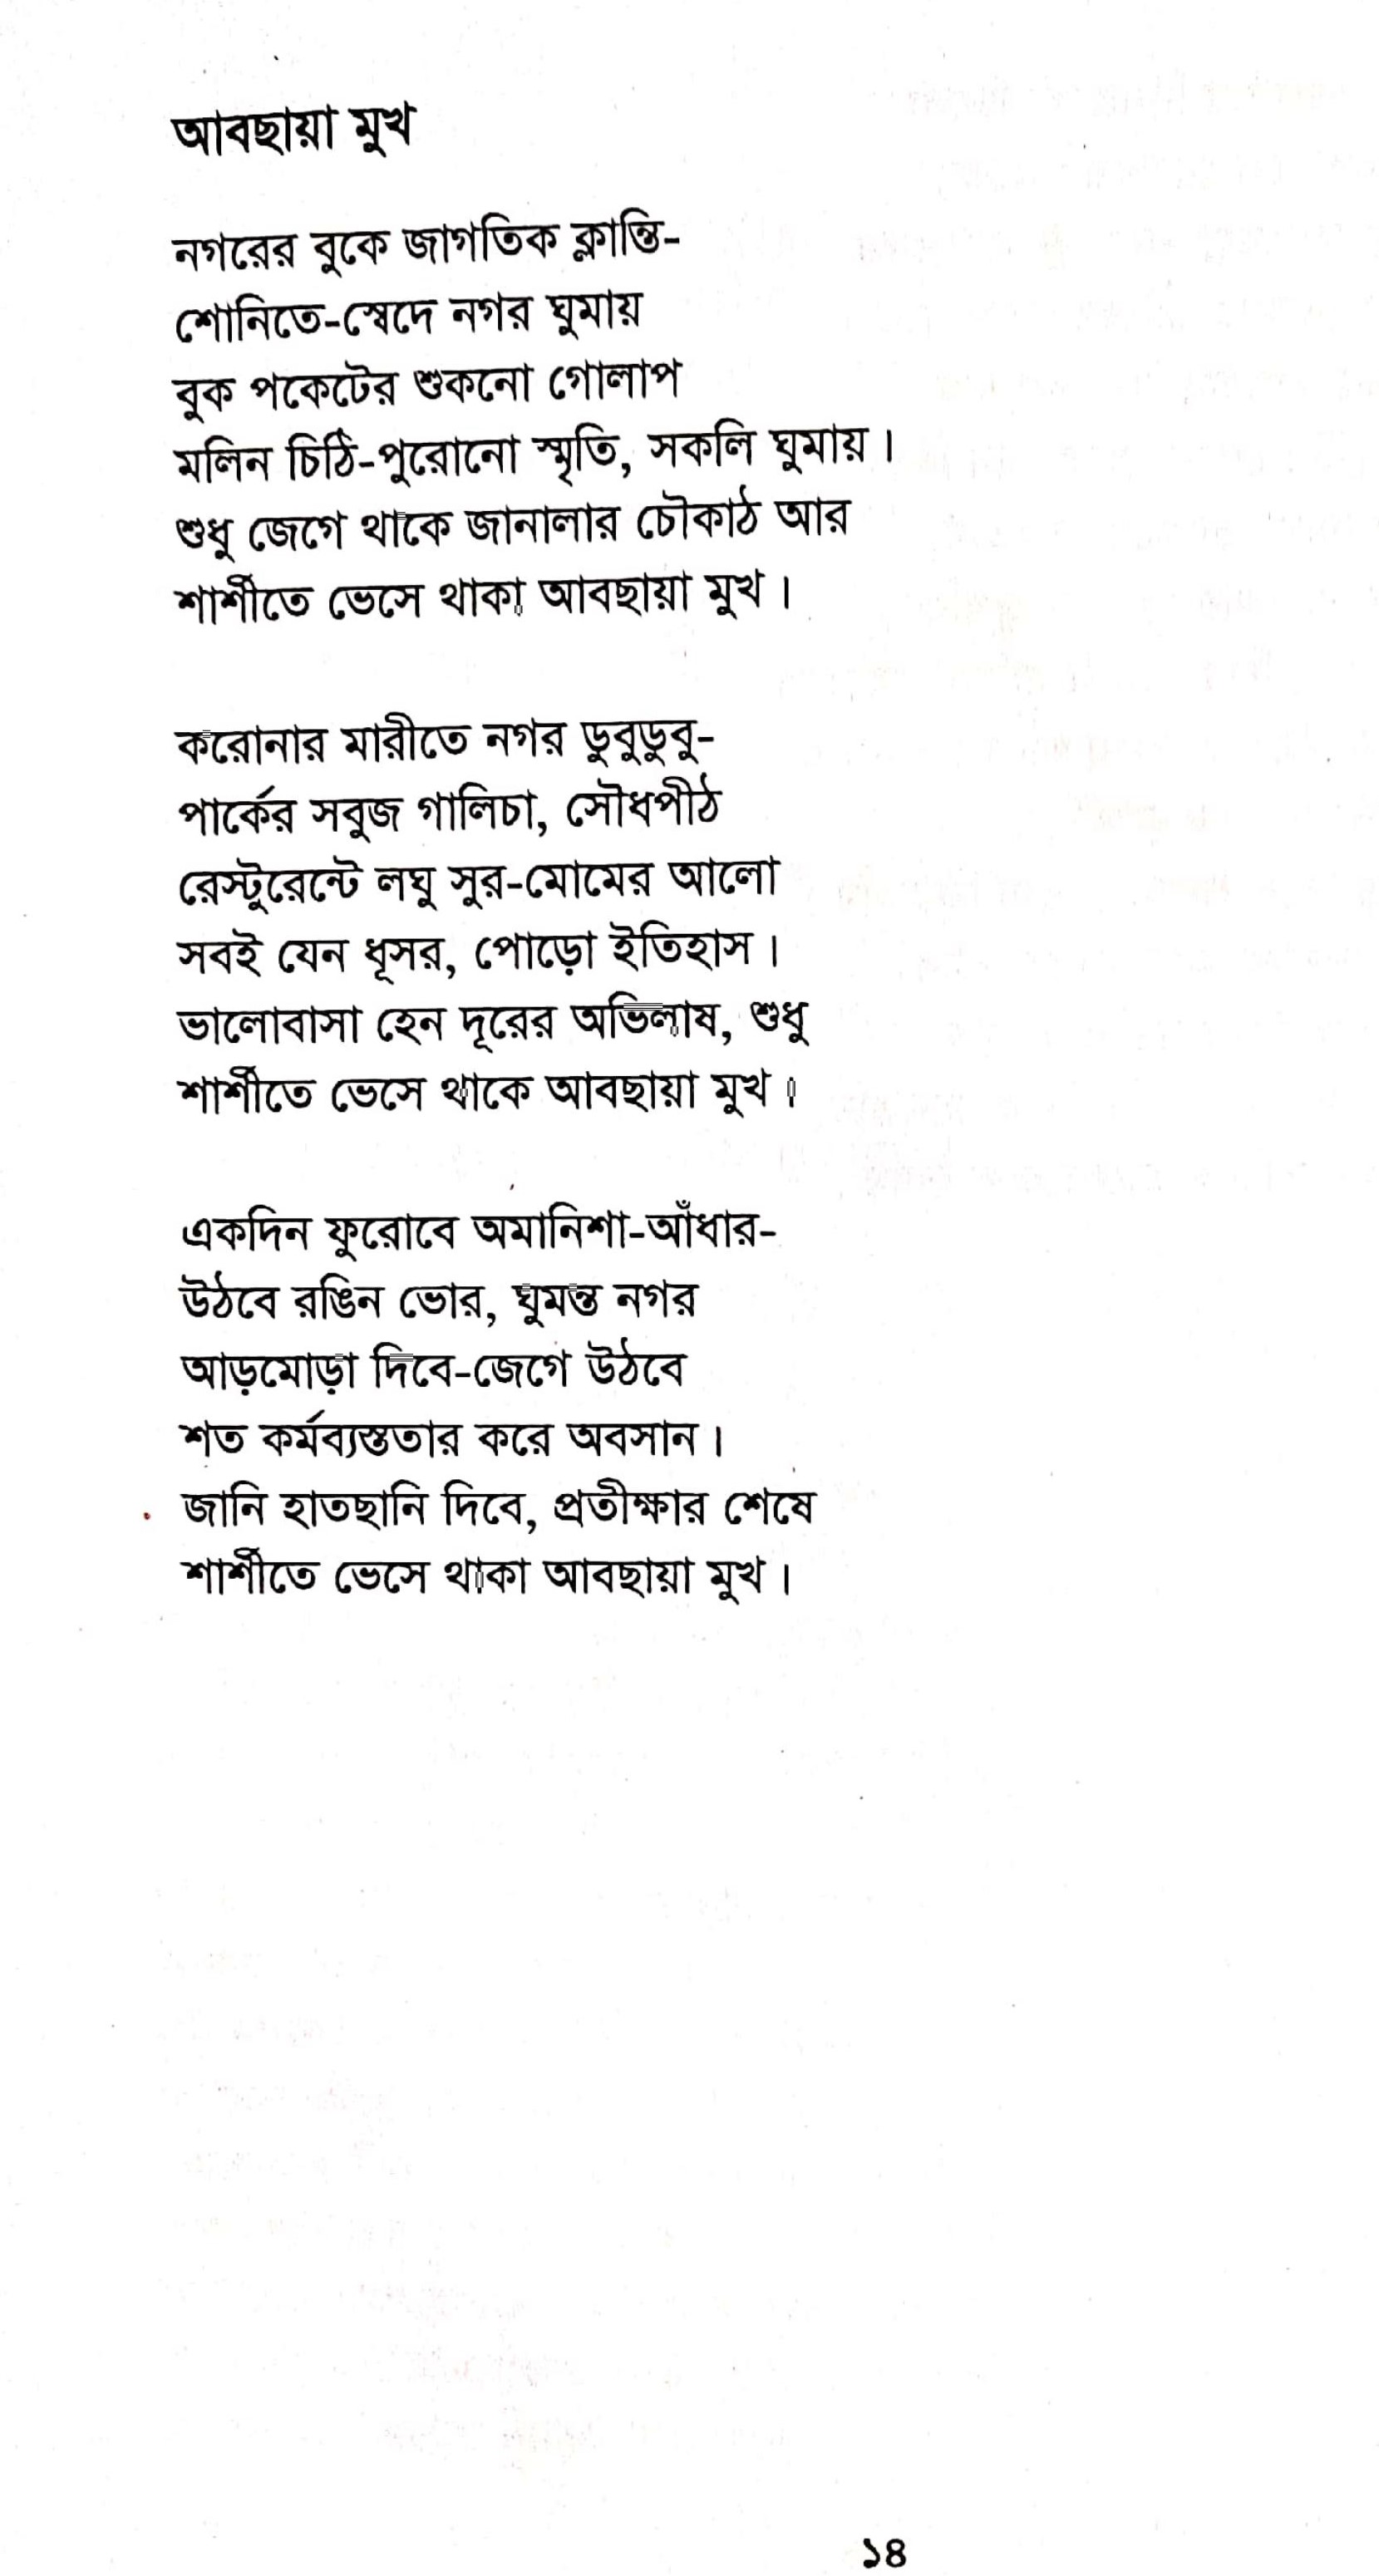 আবছায়া মুখ
নগরের বুকে জাগতিক ক্লান্তি-
শোনিতে-স্বেদে নগর ঘুমায়
বুক পকেটের শুকনো গোলাপ
মলিন চিঠি-পুরোনো স্মৃতি, সকলি ঘুমায়।
শুধু জেগে থাকে জানালার চৌকাঠ আর
শার্শীতে ভেসে থাকা আবছায়া মুখ।
করোনার মারীতে নগর ডুবুডুবু-
পার্কের সবুজ গালিচা, সৌধপীঠ
রেস্টুরেন্টে লঘু সুর-মোমের আলো
সবই যেন ধূসর, পোড়ো ইতিহাস।
ভালোবাসা হেন দূরের অভিলাষ, শুধু
শার্শীতে ভেসে থাকে আবছায়া মুখ।
একদিন ফুরোবে অমানিশা-আঁধার-
উঠবে রঙিন ভোর, ঘুমন্ত নগর
আড়মোড়া দিবে-জেগে উঠবে
শত কর্মব্যস্ততার করে অবসান।
জানি হাতছানি দিবে, প্রতীক্ষার শেষে
শার্শীতে ভেসে থাকা আবছায়া মুখ।
১৪